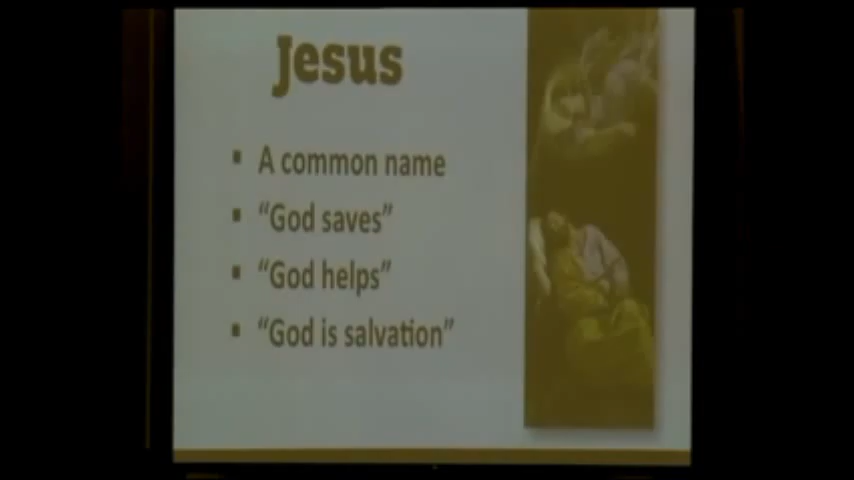 Jesus
▪ A common name
▪ “God saves”
▪ “God helps”
▪ “God is salvation”